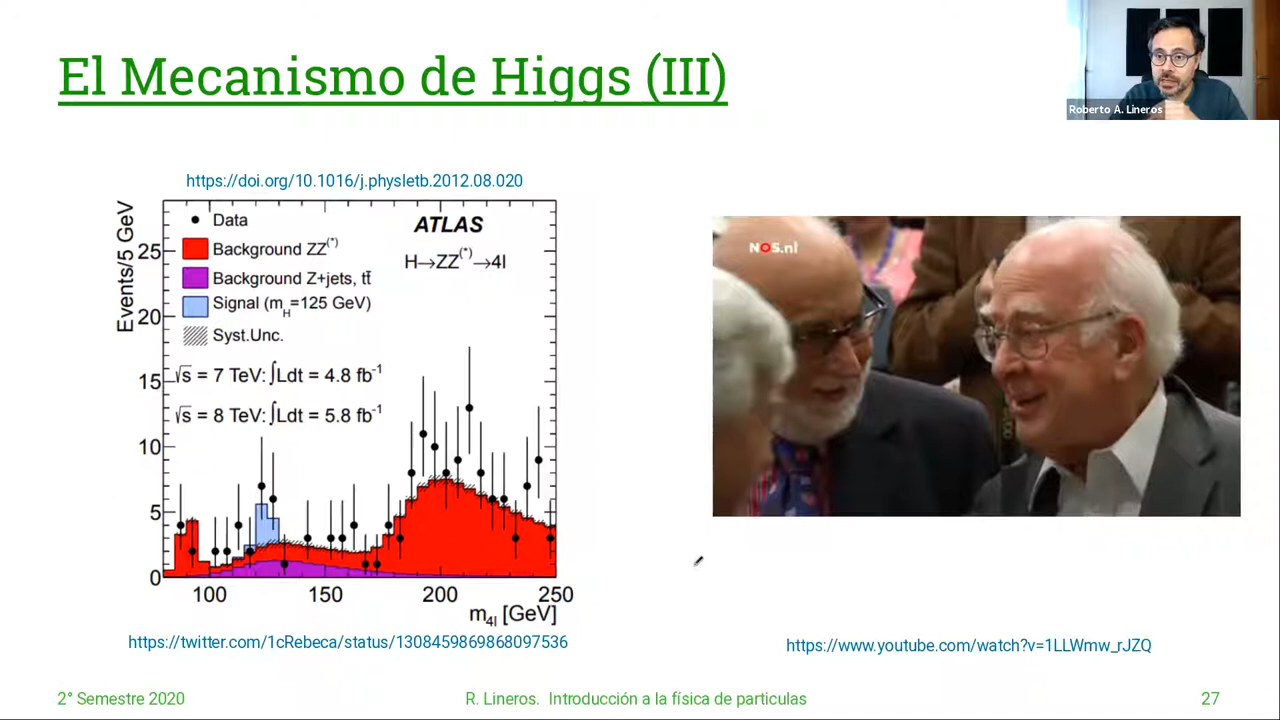 El Mecanismo de Higgs (III)
Roberto A. Lineros
https://doi.org/10.1016/j.physletb.2012.08.020
Events/5 GeV
25
20
15
10
5
0
Data
Background ZZ(*)
Background Z+jets, tt̄
Signal (mH=125 GeV)
Syst.Unc.
√s = 7 TeV:∫Ldt = 4.8 fb-1
√s = 8 TeV:∫Ldt = 5.8 fb-1
ATLAS
H→ZZ(*)→4l
100 150 200 250
m4l [GeV]
https://twitter.com/1cRebeca/status/1308459869868097536
NOS.nl
https://www.youtube.com/watch?v=1LLWmw_rJZQ
2° Semestre 2020
R. Lineros. Introducción a la física de particulas
27